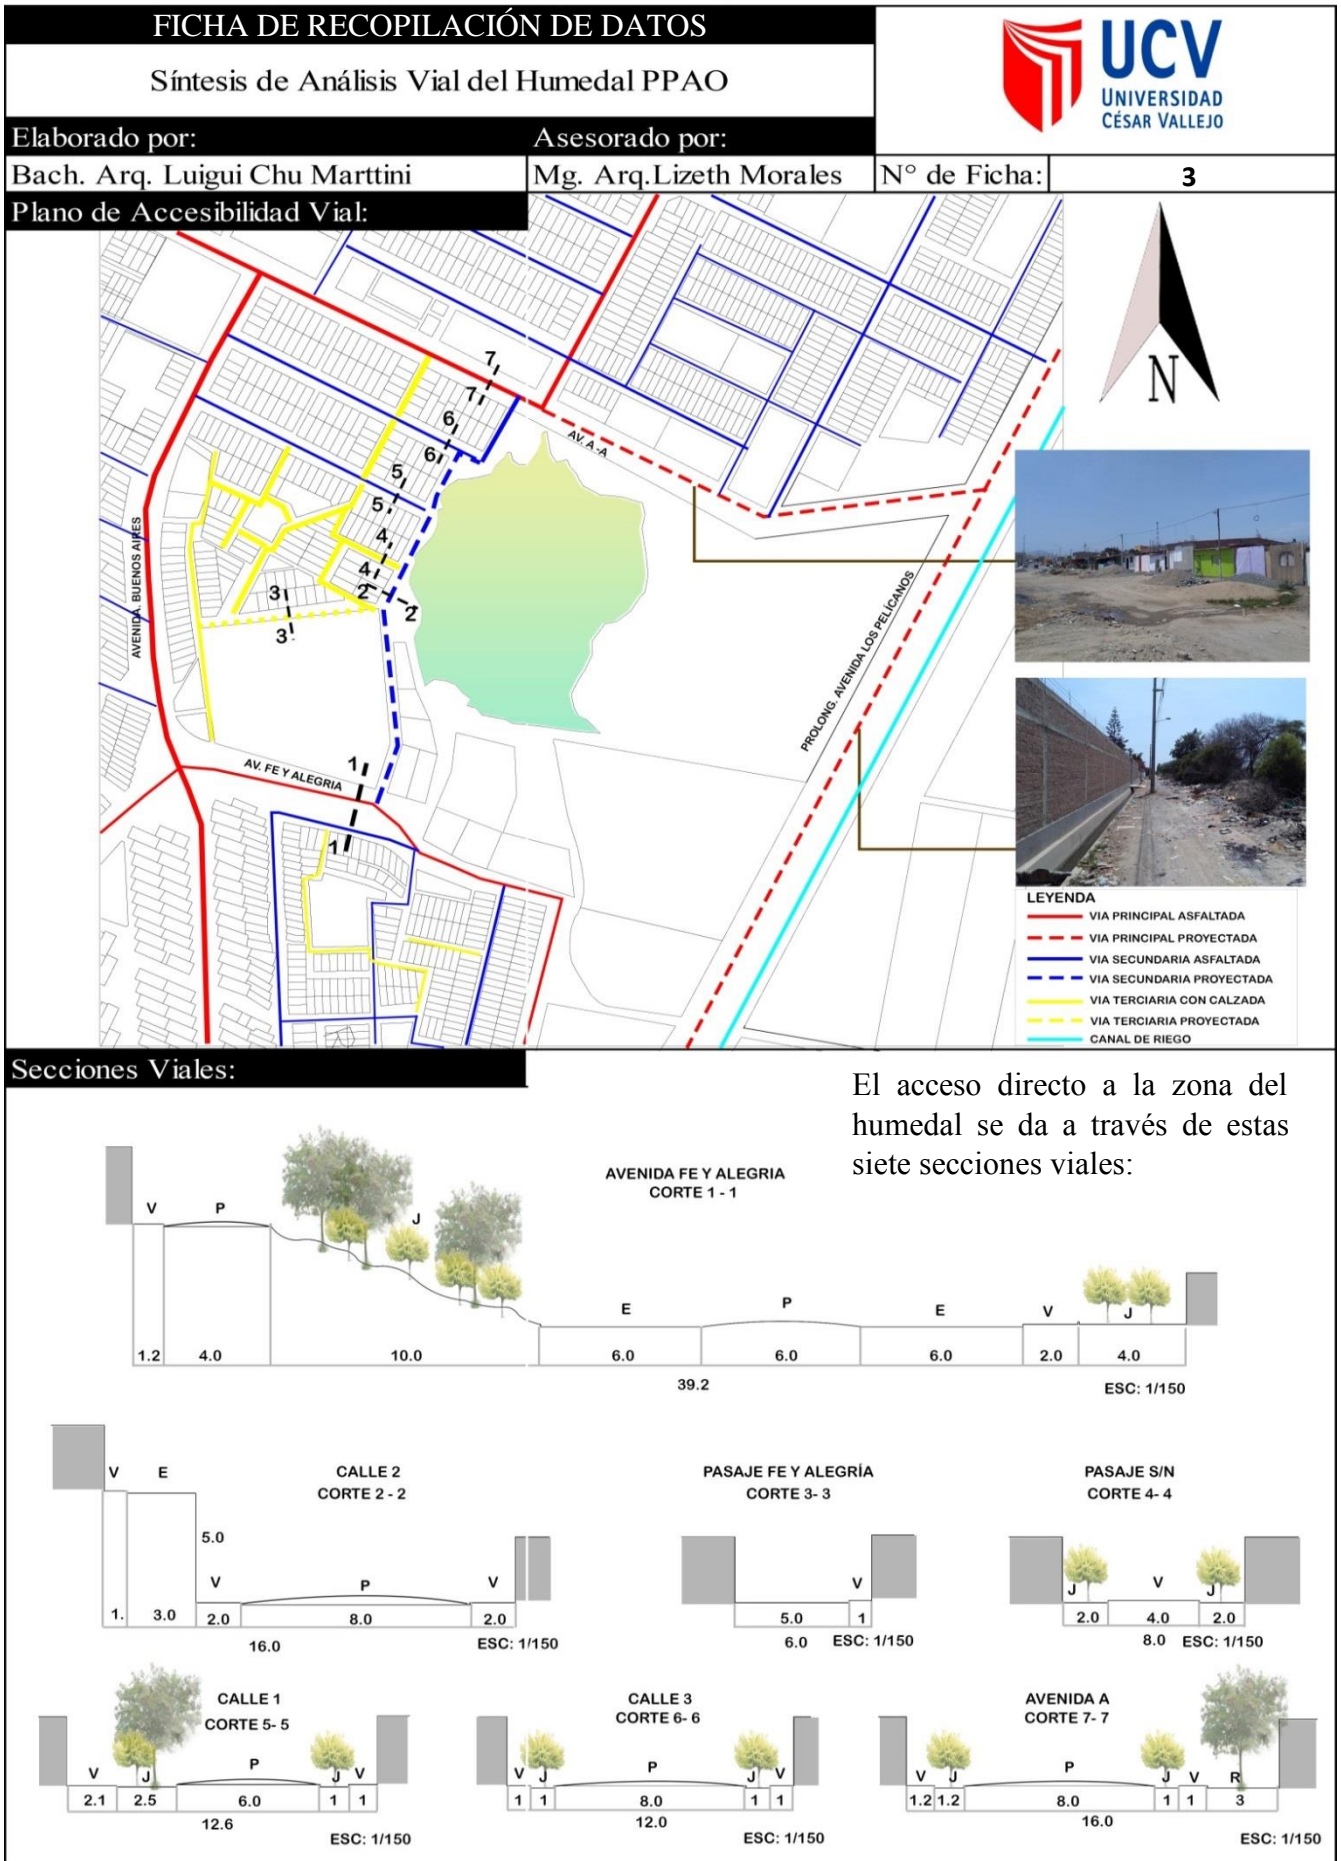 FICHA DE RECOPILACIÓN DE DATOS
Síntesis de Análisis Vial del Humedal PPAO
UCV
UNIVERSIDAD
CÉSAR VALLEJO
Elaborado por:
Asesorado por:
Bach. Arq. Luigui Chu Marttini
Mg. Arq.Lizeth Morales
N° de Ficha:
3
Plano de Accesibilidad Vial:
N
7
7
6
6
5
5
4
4
3
3
2
2
1
1
AV. A -A
AVENIDA. BUENOS AIRES
PROLONG. AVENIDA LOS PELÍCANOS
AV. FE Y ALEGRIA
LEYENDA
VIA PRINCIPAL ASFALTADA
VIA PRINCIPAL PROYECTADA
VIA SECUNDARIA ASFALTADA
VIA SECUNDARIA PROYECTADA
VIA TERCIARIA CON CALZADA
VIA TERCIARIA PROYECTADA
CANAL DE RIEGO
Secciones Viales:
El acceso directo a la zona del
humedal se da a través de estas
siete secciones viales:
AVENIDA FE Y ALEGRIA
CORTE 1 - 1
V P J E P E V J
1.2 4.0 10.0 6.0 6.0 6.0 2.0 4.0
39.2
ESC: 1/150
CALLE 2
CORTE 2 - 2
V E
5.0
V P V
1. 3.0 2.0 8.0 2.0
16.0
ESC: 1/150
PASAJE FE Y ALEGRÍA
CORTE 3- 3
V
5.0 1
6.0 ESC: 1/150
PASAJE S/N
CORTE 4- 4
J V J
2.0 4.0 2.0
8.0 ESC: 1/150
CALLE 1
CORTE 5- 5
V J P J V
2.1 2.5 6.0 1 1
12.6
ESC: 1/150
CALLE 3
CORTE 6- 6
V J P J V
1 1 8.0 1 1
12.0
ESC: 1/150
AVENIDA A
CORTE 7- 7
V J P J V R
1.2 1.2 8.0 1 1 3
16.0
ESC: 1/150